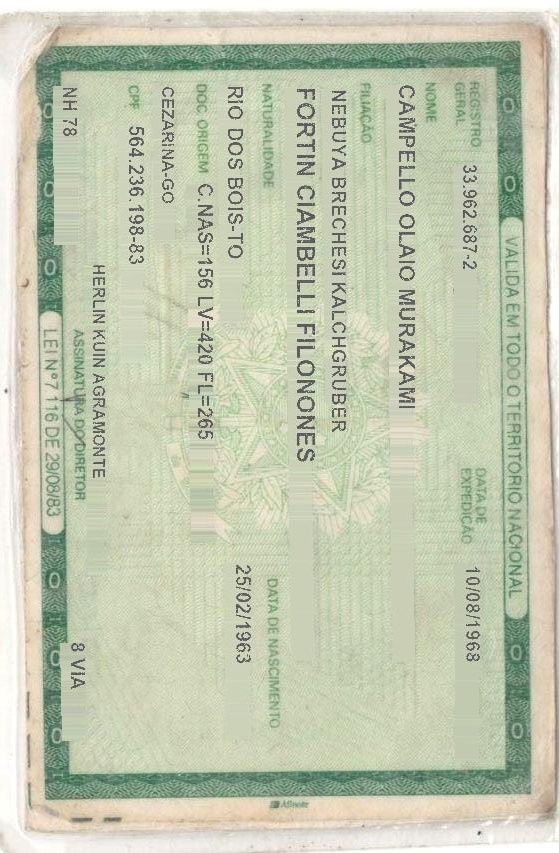 VALIDA EM TODO O TERRITÓRIO NACIONAL
REGISTRO GERAL 33.962.687-2 DATA DE EXPEDIÇÃO 10/08/1968
NOME
CAMPELLO OLAIO MURAKAMI
FILIAÇÃO
NEBUYA BRECHESI KALCHGRUBER
FORTIN CIAMBELLI FILONONES
NATURALIDADE DATA DE NASCIMENTO
RIO DOS BOIS-TO 25/02/1963
DOC ORIGEM C.NAS=156 LV=420 FL=265
CEZARINA-GO
CPF 564.236.198-83
HERLIN KUIN AGRAMONTE
NH 78 ASSINATURA DO DIRETOR 8 VIA
LEI Nº 7 116 DE 29/08/83